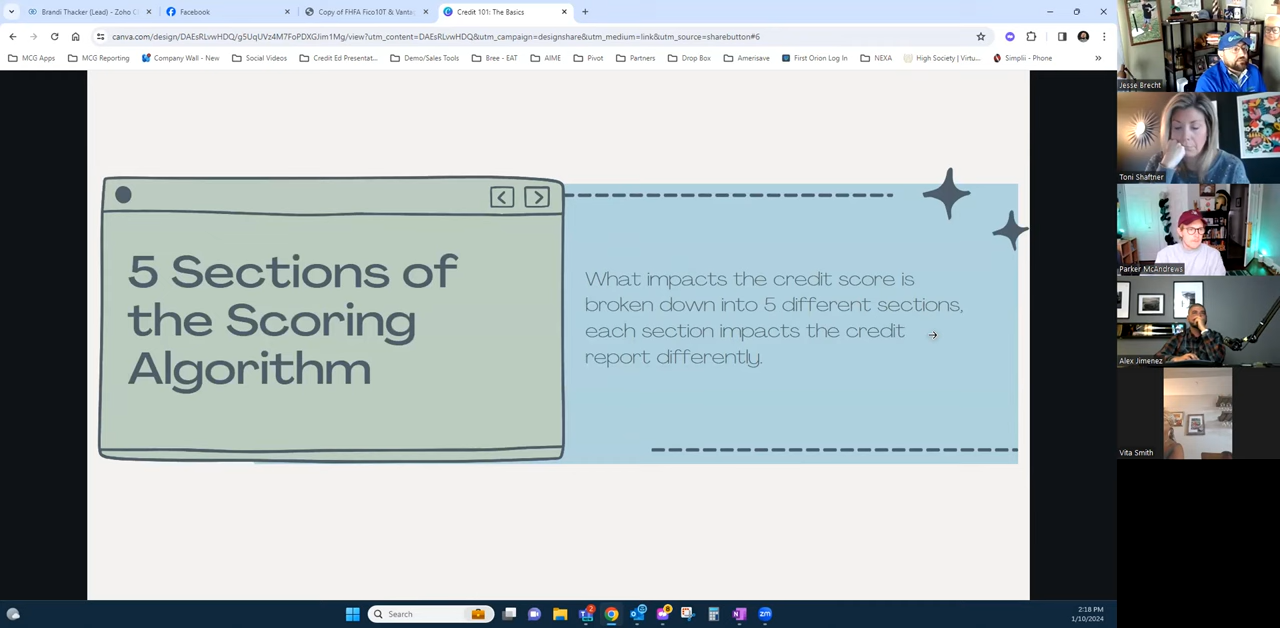 Brandi Thacker (Lead) - Zoho C
Facebook
Copy of FHFA Fico10T & Vanta
Credit 101: The Basics
canva.com/design/DAEsRLvwHDQ/g5UqUVz4M7FoPDXGJim1Mg/view?utm_content=DAEsRLvwHDQ&utm_campaign=designshare&utm_medium=link&utm_source=sharebutton#6
MCG Apps
MCG Reporting
Company Wall - New
Social Videos
Credit Ed Presentat...
Demo/Sales Tools
Bree - EAT
AIME
Pivot
Partners
Drop Box
Amerisave
First Orion Log In
NEXA
High Society | Virtu...
Simplii - Phone
5 Sections of
the Scoring
Algorithm
What impacts the credit score is
broken down into 5 different sections,
each section impacts the credit
report differently.
Jesse Brecht
Toni Shaftner
Parker McAndrews
Alex Jimenez
Vita Smith
Search
2:18 PM
1/10/2024